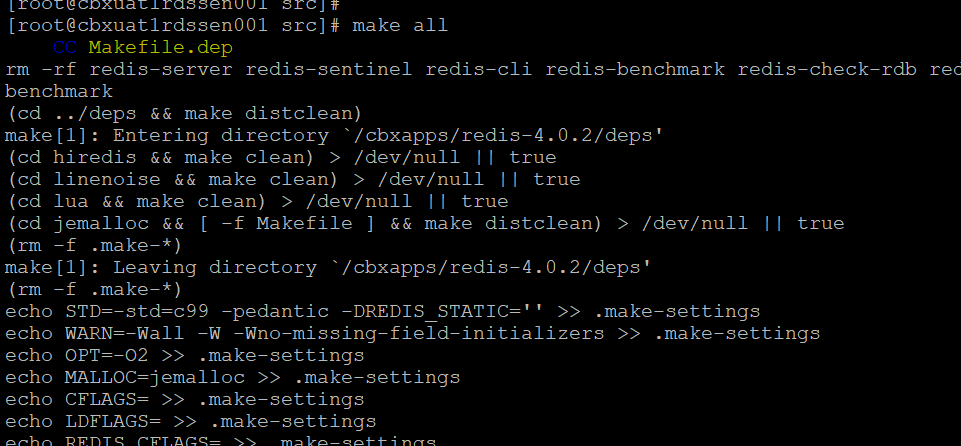 [root@cbxuat1rdssen001 src]#
[root@cbxuat1rdssen001 src]# make all
    CC Makefile.dep
rm -rf redis-server redis-sentinel redis-cli redis-benchmark redis-check-rdb red
benchmark
(cd ../deps && make distclean)
make[1]: Entering directory `/cbxapps/redis-4.0.2/deps'
(cd hiredis && make clean) > /dev/null || true
(cd linenoise && make clean) > /dev/null || true
(cd lua && make clean) > /dev/null || true
(cd jemalloc && [ -f Makefile ] && make distclean) > /dev/null || true
(rm -f .make-*)
make[1]: Leaving directory `/cbxapps/redis-4.0.2/deps'
(rm -f .make-*)
echo STD=-std=c99 -pedantic -DREDIS_STATIC='' >> .make-settings
echo WARN=-Wall -W -Wno-missing-field-initializers >> .make-settings
echo OPT=-O2 >> .make-settings
echo MALLOC=jemalloc >> .make-settings
echo CFLAGS= >> .make-settings
echo LDFLAGS= >> .make-settings
echo REDIS_CFLAGS= >> .make-settings